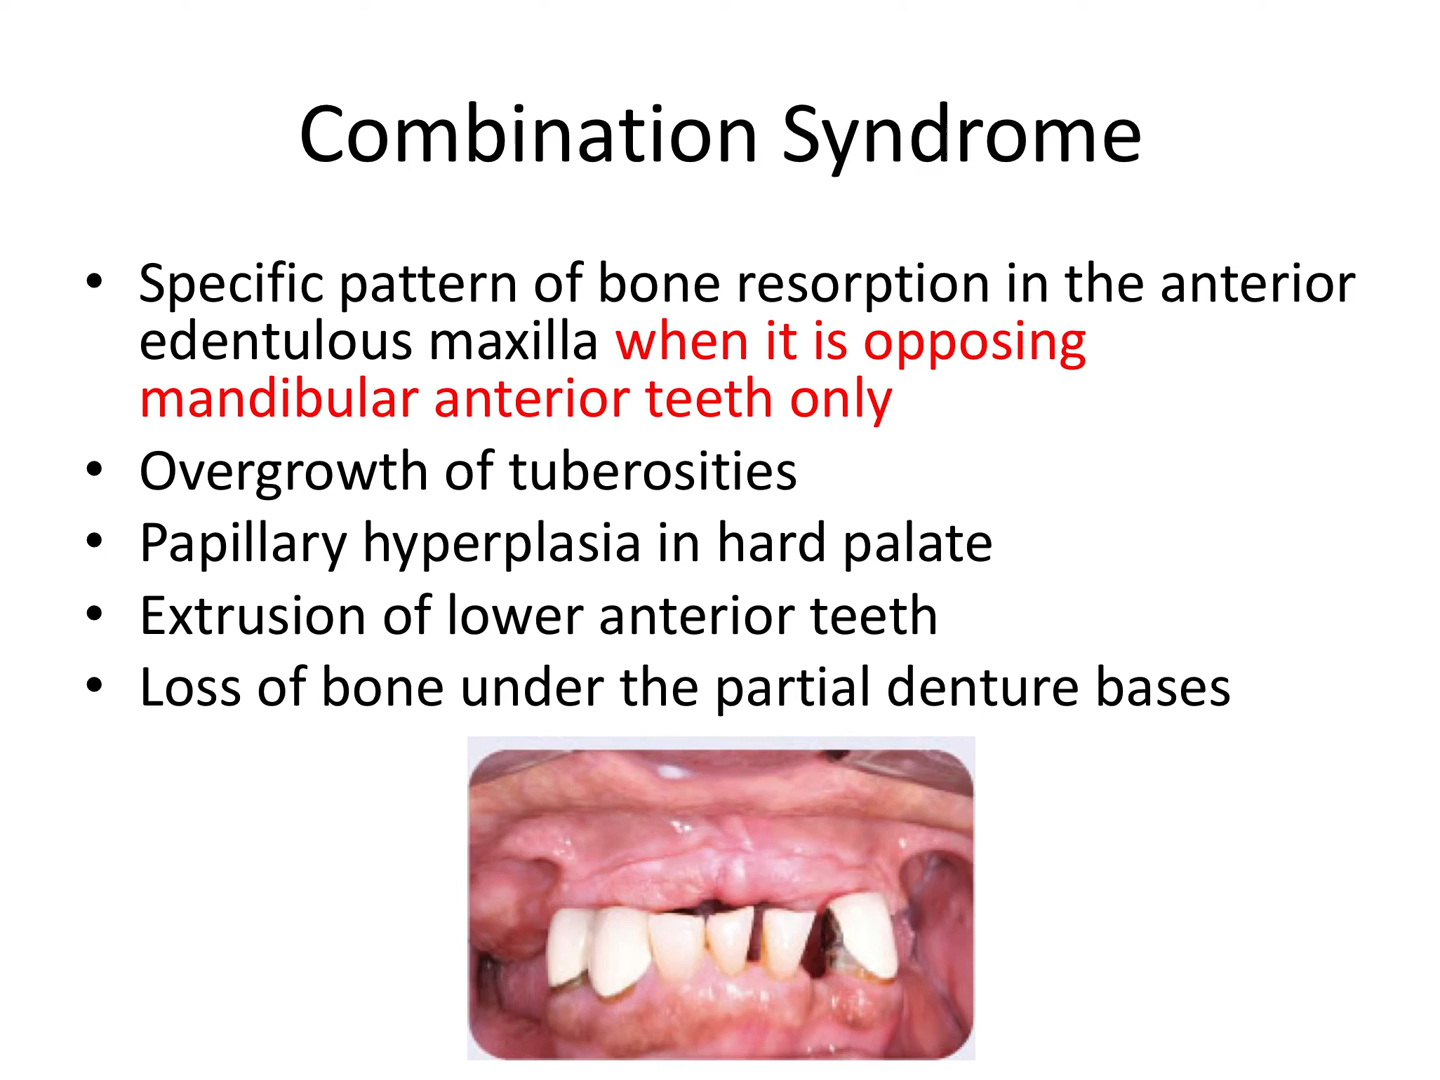 Combination Syndrome
• Specific pattern of bone resorption in the anterior
edentulous maxilla when it is opposing
mandibular anterior teeth only
• Overgrowth of tuberosities
• Papillary hyperplasia in hard palate
• Extrusion of lower anterior teeth
• Loss of bone under the partial denture bases